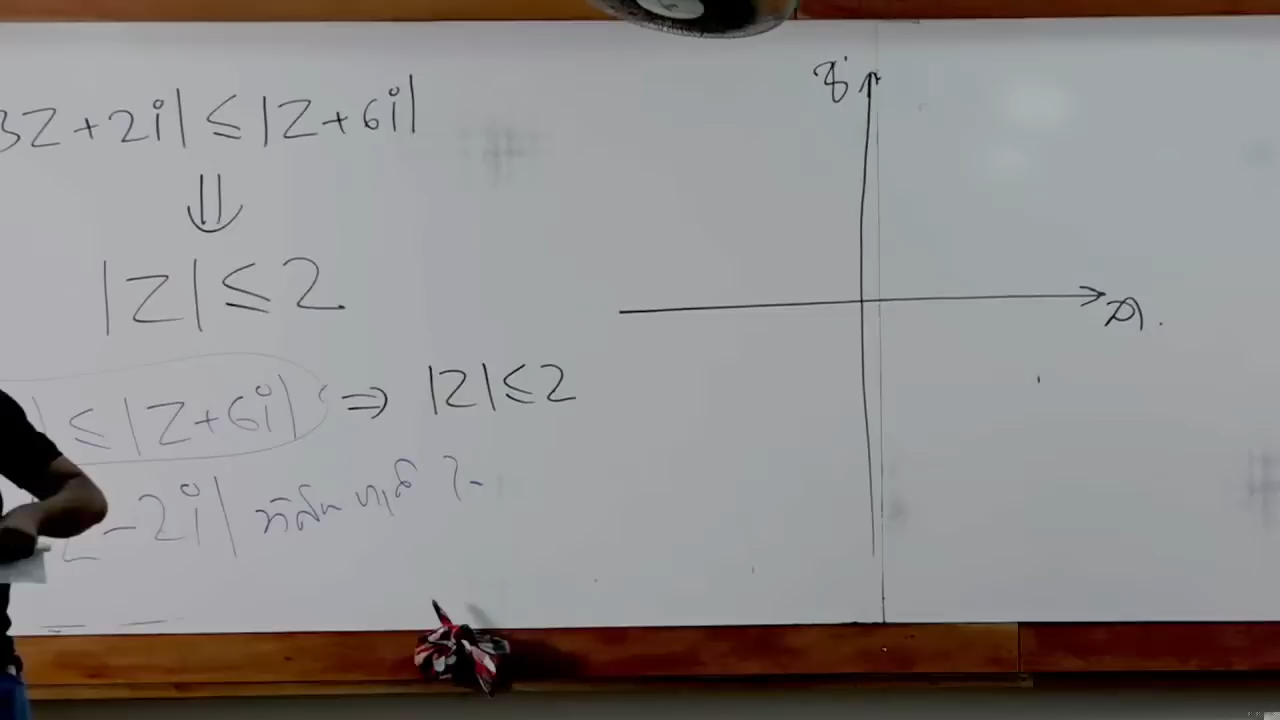 3Z + 2i| ≤ |Z + 6i|
⇓
|Z| ≤ 2
| ≤ |Z + 6i| ⇒ |Z| ≤ 2
Z - 2i|